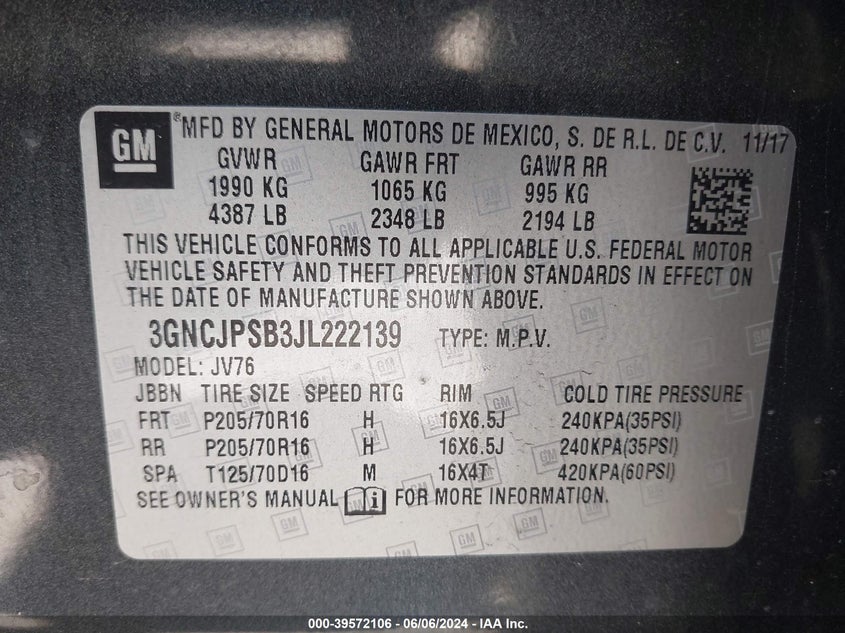 GM ® MFD BY GENERAL MOTORS DE MEXICO, S. DE R.L. DE C.V. 11/17
GVWR GAWR FRT GAWR RR
1990 KG 1065 KG 995 KG
4387 LB 2348 LB 2194 LB
THIS VEHICLE CONFORMS TO ALL APPLICABLE U.S. FEDERAL MOTOR
VEHICLE SAFETY AND THEFT PREVENTION STANDARDS IN EFFECT ON
THE DATE OF MANUFACTURE SHOWN ABOVE.
3GNCJPSB3JL222139 TYPE: M.P.V.
MODEL: JV76
JBBN TIRE SIZE SPEED RTG RIM COLD TIRE PRESSURE
FRT P205/70R16 H 16X6.5J 240KPA(35PSI)
RR P205/70R16 H 16X6.5J 240KPA(35PSI)
SPA T125/70D16 M 16X4T 420KPA(60PSI)
SEE OWNER'S MANUAL i FOR MORE INFORMATION.
000-39572106 - 06/06/2024 - IAA Inc.